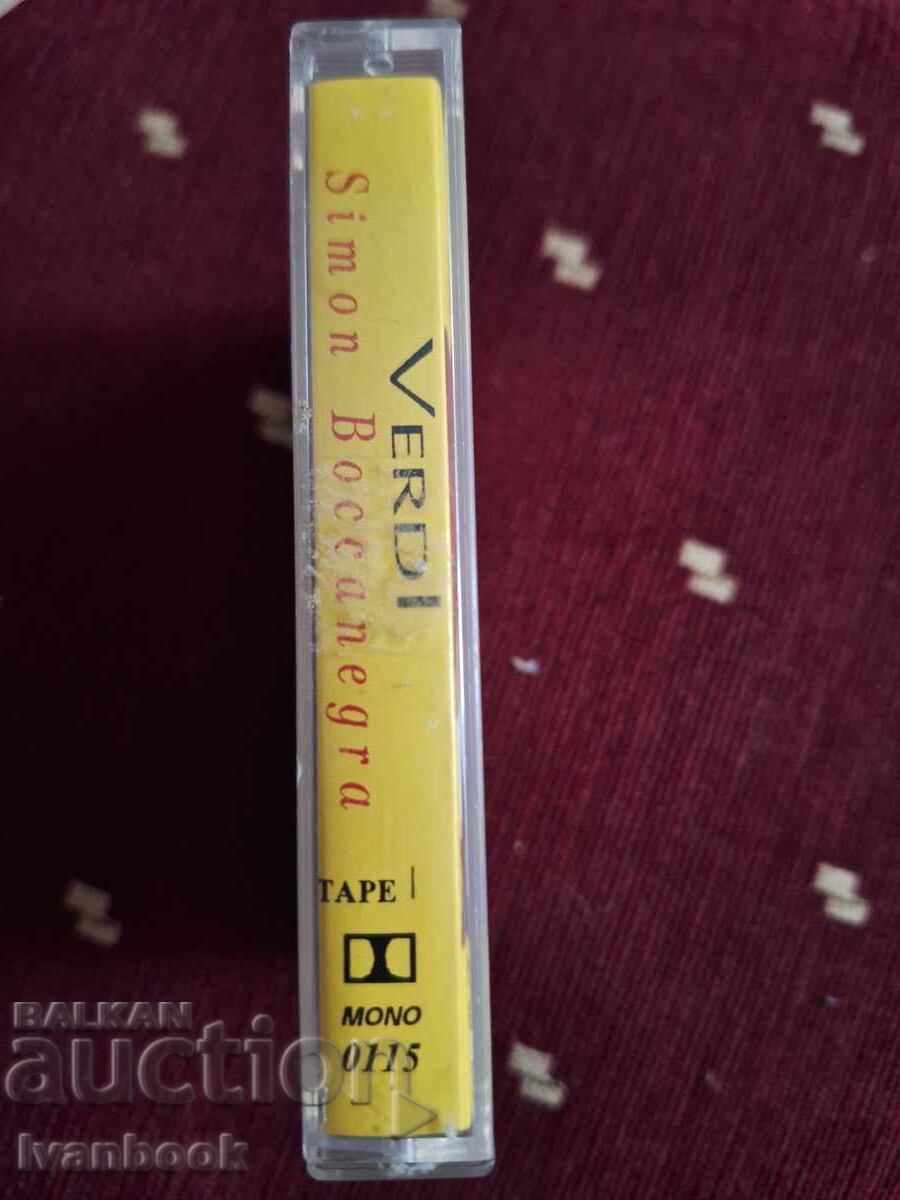 VERDI
Simon Boccanegra
TAPE I
MONO
0115
BALKAN
auction
Ivanbook